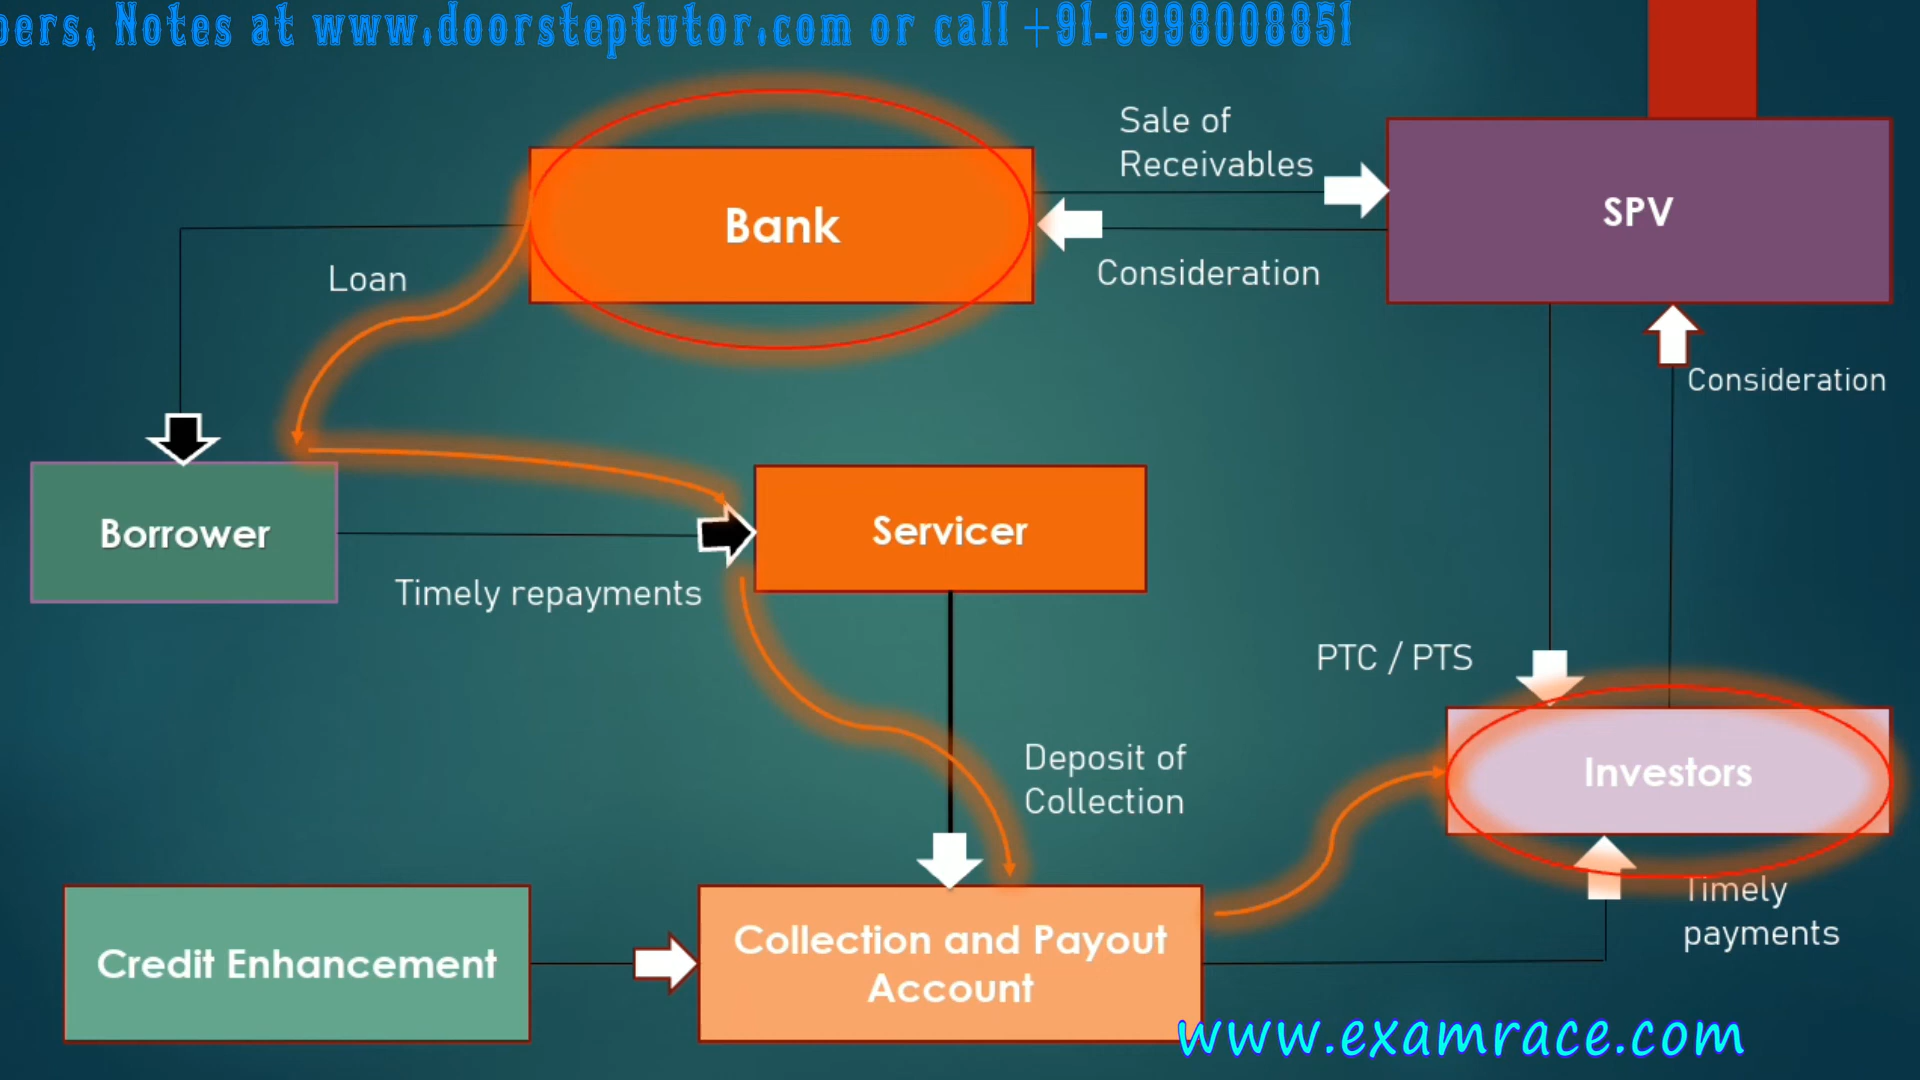 pers, Notes at www.doorsteptutor.com or call +91-9998008851
Sale of
Receivables
Bank
SPV
Loan
Consideration
Consideration
Borrower
Servicer
Timely repayments
PTC / PTS
Deposit of
Collection
Investors
Timely
payments
Credit Enhancement
Collection and Payout
Account
www.examrace.com